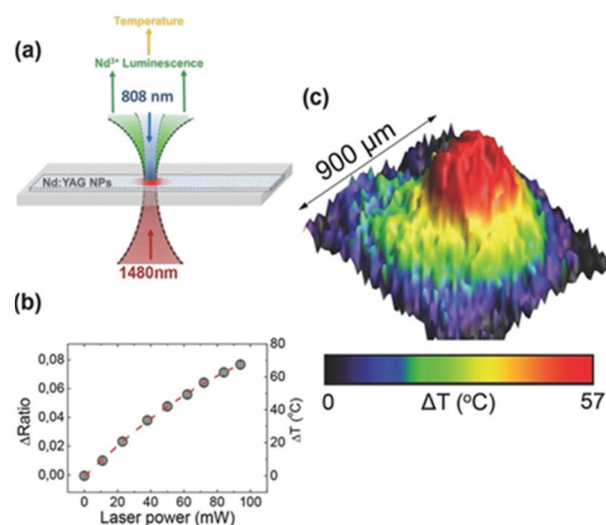 (a)
Temperature
Nd³⁺ Luminescence
808 nm
Nd:YAG NPs
1480nm
(b)
0,08
0,06
0,04
0,02
0,00
ΔRatio
80
60
40
20
0
ΔT (°C)
0 20 40 60 80 100
Laser power (mW)
(c)
900 μm
0 57
ΔT (°C)